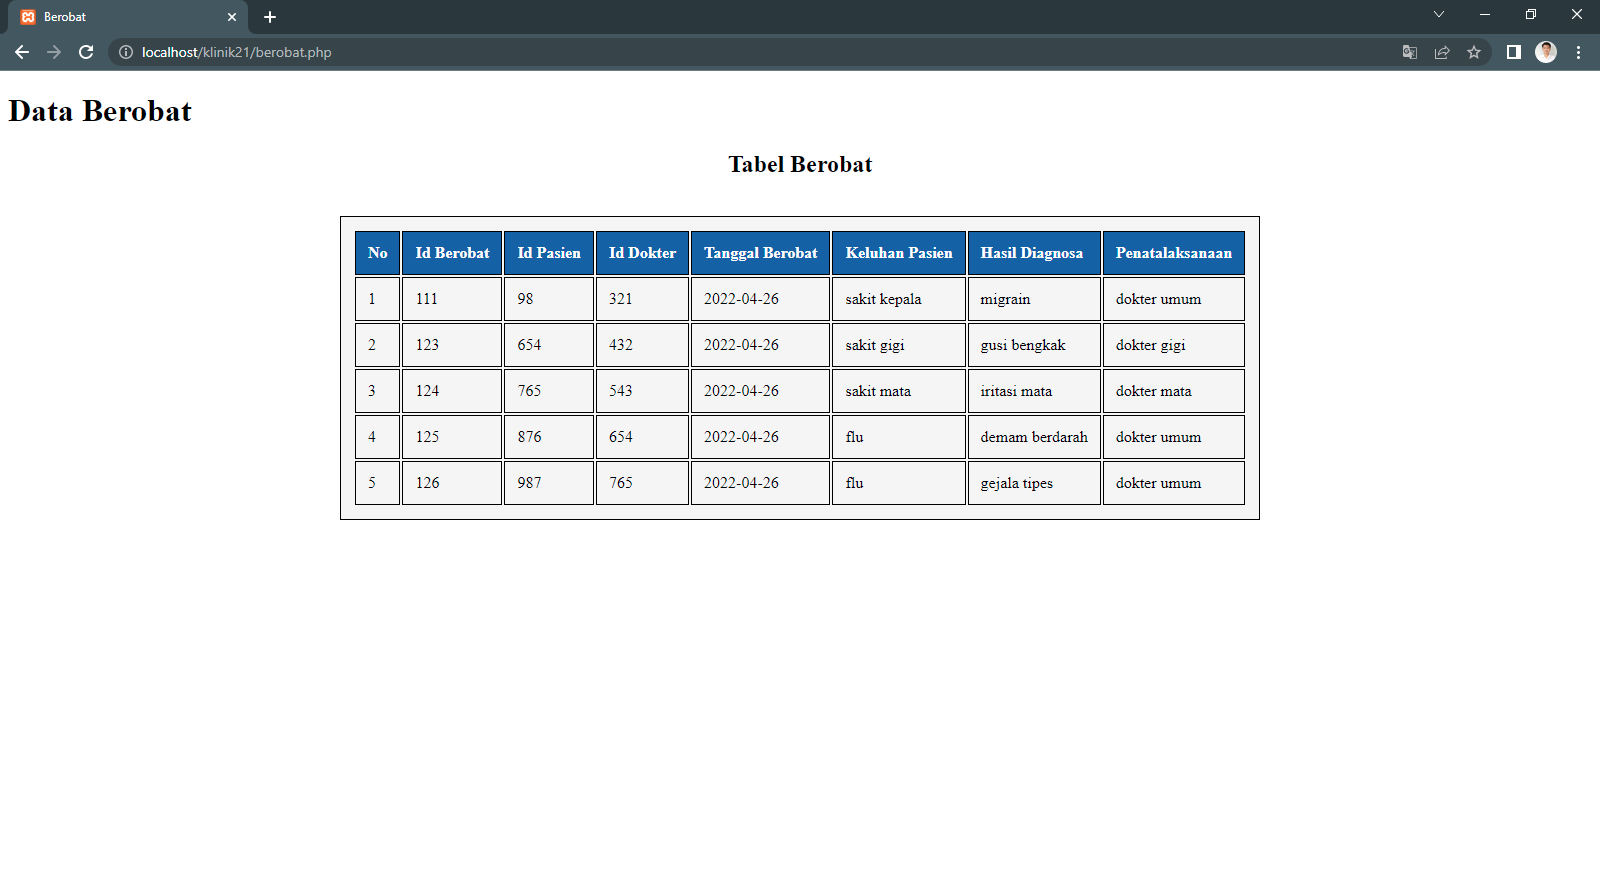 Berobat
localhost/klinik21/berobat.php
Data Berobat
Tabel Berobat
No Id Berobat Id Pasien Id Dokter Tanggal Berobat Keluhan Pasien Hasil Diagnosa Penatalaksanaan
1 111 98 321 2022-04-26 sakit kepala migrain dokter umum
2 123 654 432 2022-04-26 sakit gigi gusi bengkak dokter gigi
3 124 765 543 2022-04-26 sakit mata iritasi mata dokter mata
4 125 876 654 2022-04-26 flu demam berdarah dokter umum
5 126 987 765 2022-04-26 flu gejala tipes dokter umum